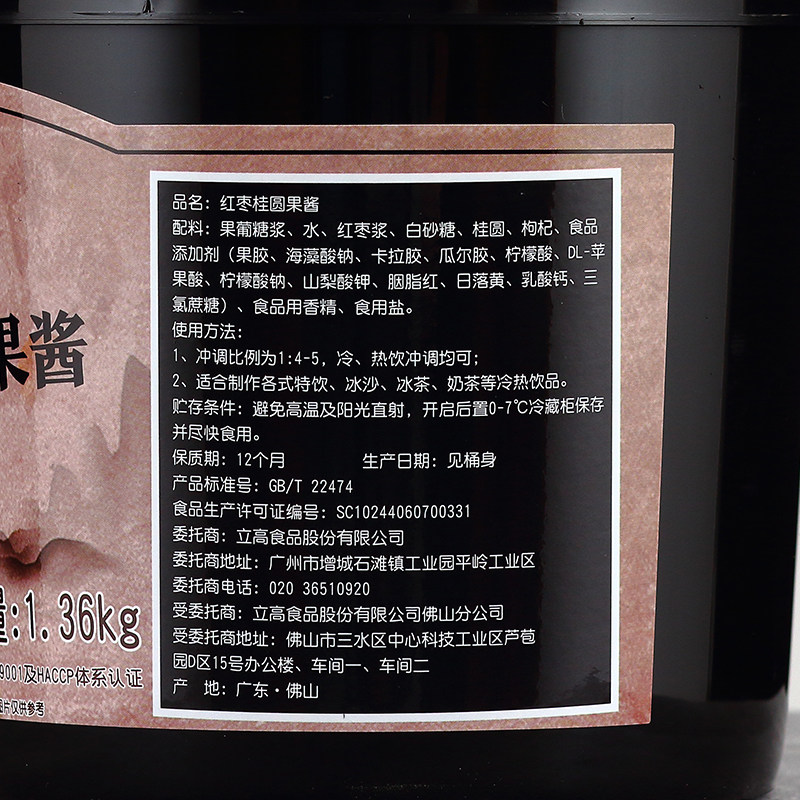 品名：红枣桂圆果酱
配料：果葡糖浆、水、红枣浆、白砂糖、桂圆、枸杞、食品
添加剂（果胶、海藻酸钠、卡拉胶、瓜尔胶、柠檬酸、DL-苹
果酸、柠檬酸钠、山梨酸钾、胭脂红、日落黄、乳酸钙、三
氯蔗糖）、食品用香精、食用盐。
使用方法：
1、冲调比例为1:4-5，冷、热饮冲调均可；
2、适合制作各式特饮、冰沙、冰茶、奶茶等冷热饮品。
贮存条件：避免高温及阳光直射，开启后置0-7℃冷藏柜保存
并尽快食用。
保质期：12个月 生产日期：见桶身
产品标准号：GB/T 22474
食品生产许可证编号：SC10244060700331
委托商：立高食品股份有限公司
委托商地址：广州市增城石滩镇工业园平岭工业区
委托商电话：020 36510920
受委托商：立高食品股份有限公司佛山分公司
受委托商地址：佛山市三水区中心科技工业区芦苞
园D区15号办公楼、车间一、车间二
产 地：广东·佛山
果酱
量:1.36kg
9001及HACCP体系认证
图片仅供参考